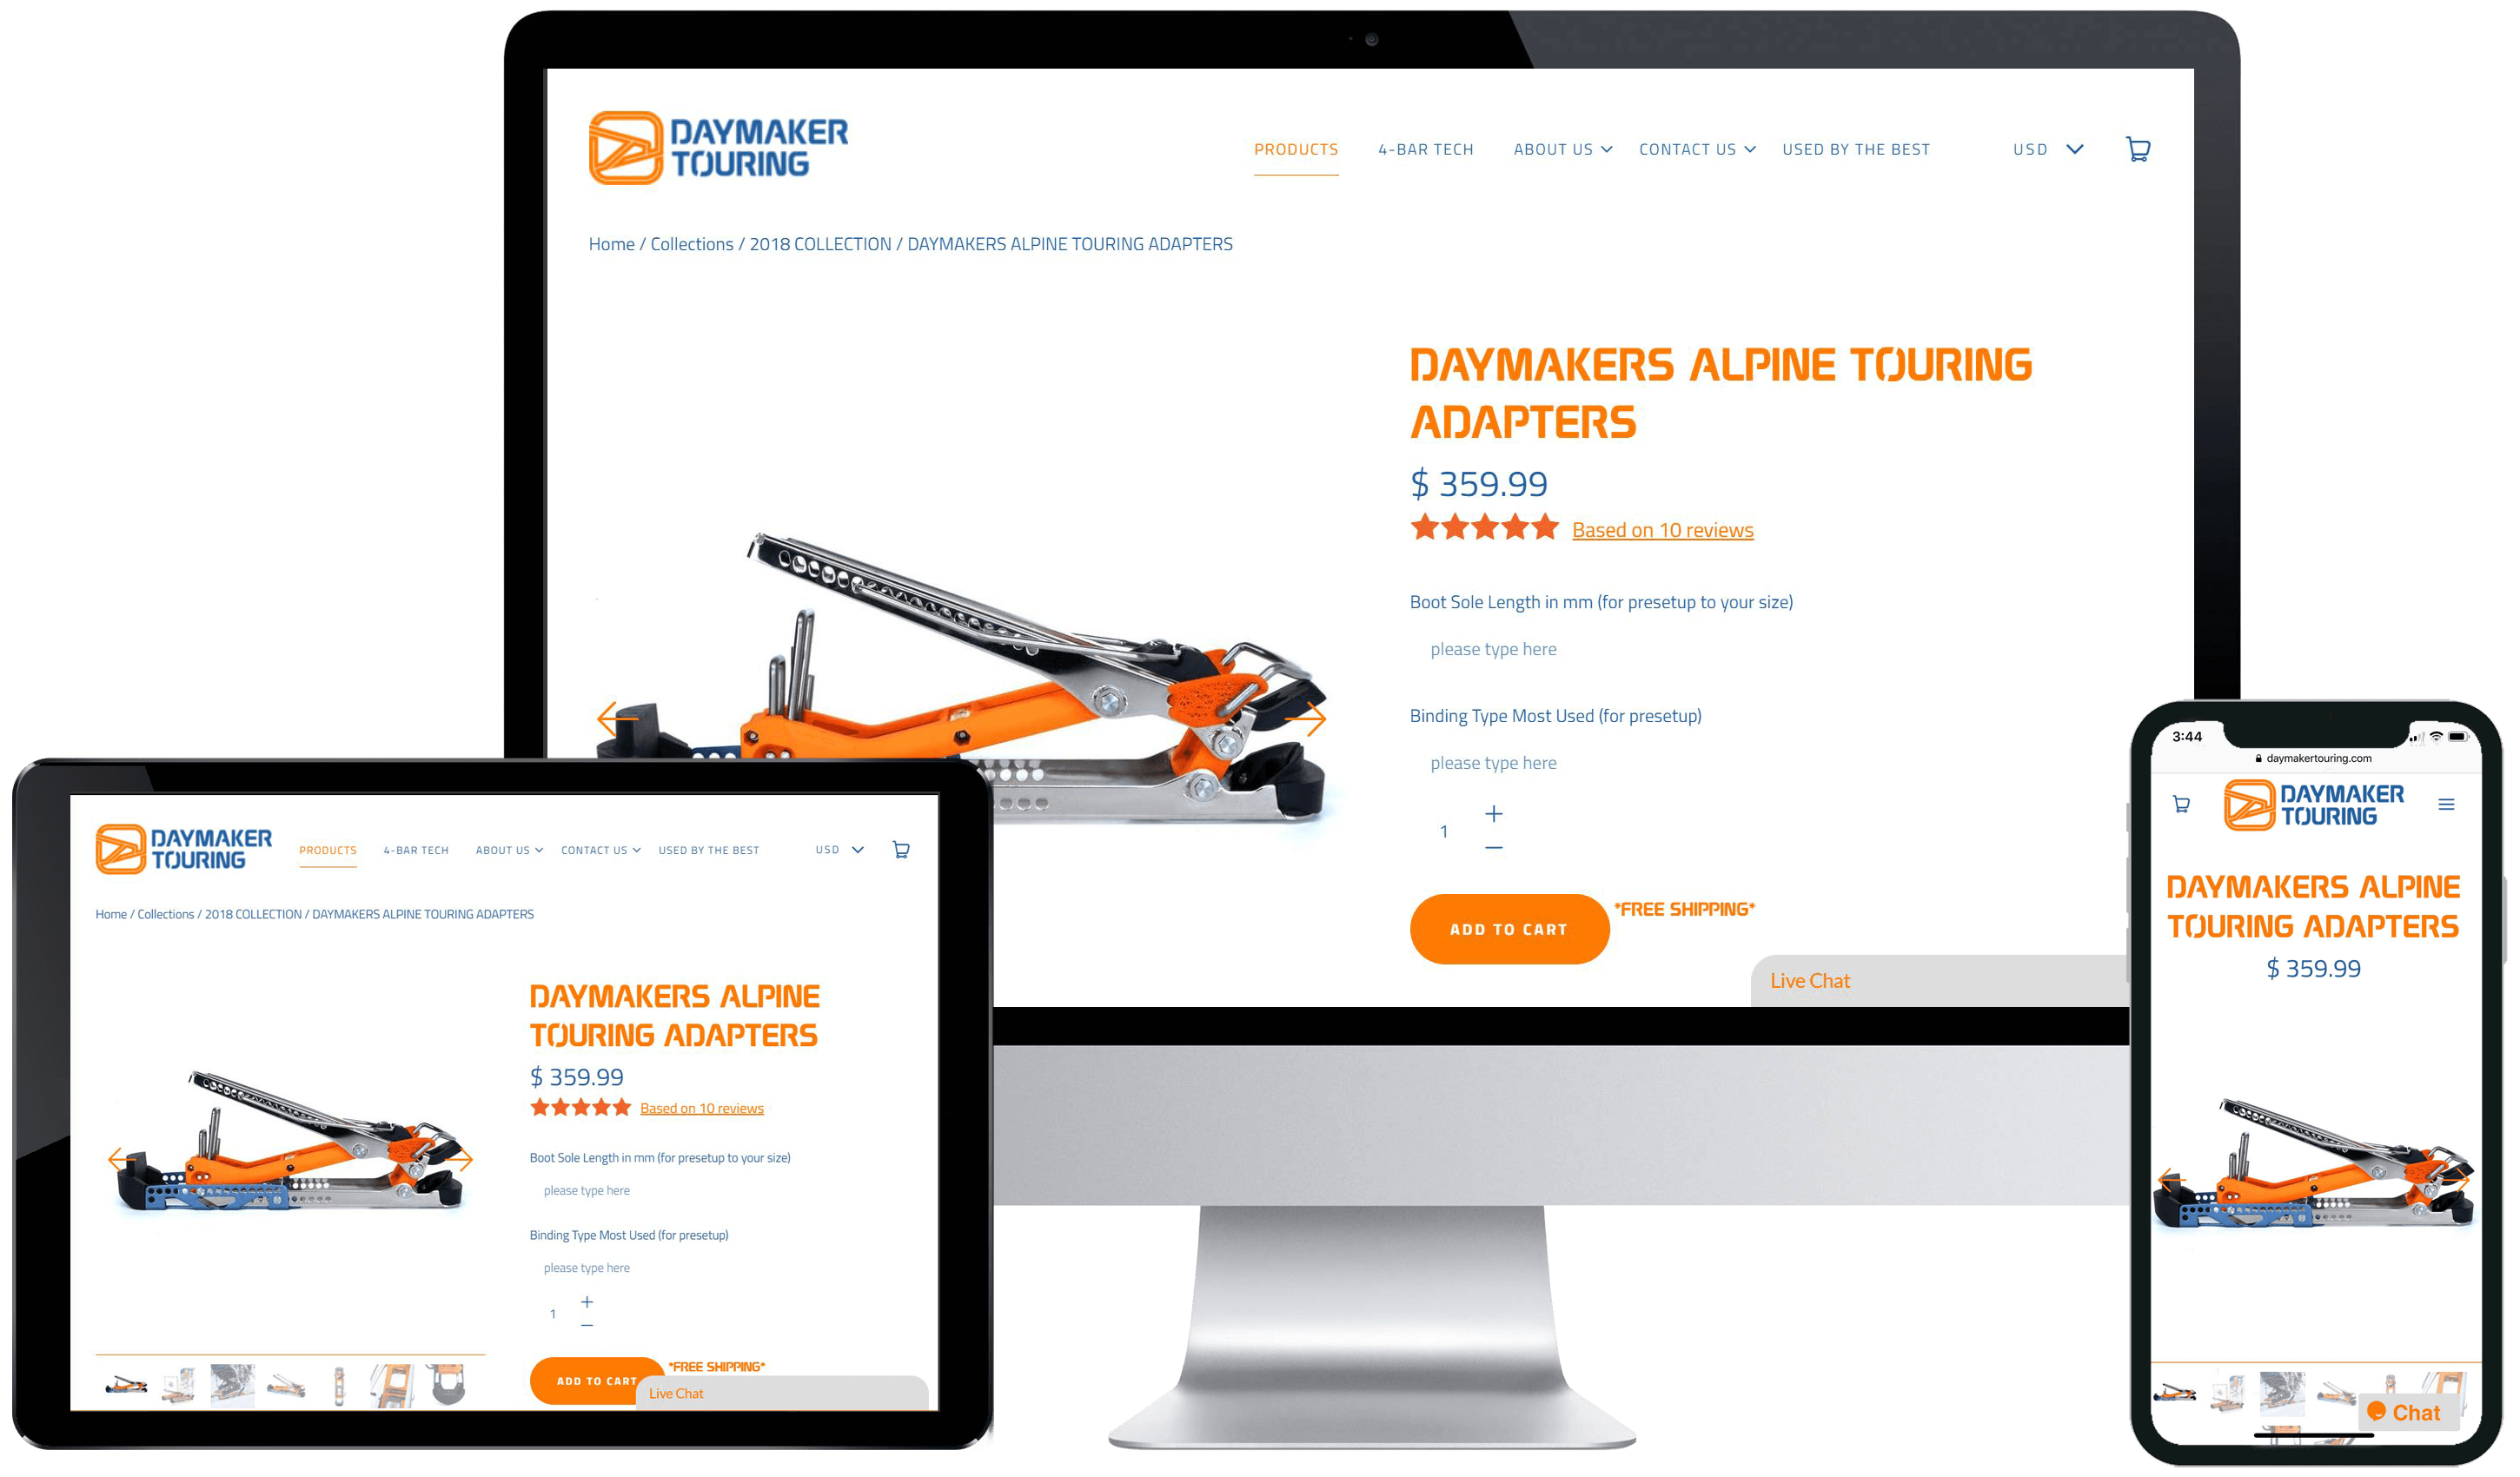 DAYMAKER
TOURING
PRODUCTS 4-BAR TECH ABOUT US CONTACT US USED BY THE BEST USD
Home / Collections / 2018 COLLECTION / DAYMAKERS ALPINE TOURING ADAPTERS
DAYMAKERS ALPINE TOURING
ADAPTERS
$ 359.99
Based on 10 reviews
Boot Sole Length in mm (for presetup to your size)
please type here
Binding Type Most Used (for presetup)
please type here
1
ADD TO CART *FREE SHIPPING*
Live Chat
DAYMAKER
TOURING
PRODUCTS 4-BAR TECH ABOUT US CONTACT US USED BY THE BEST USD
Home / Collections / 2018 COLLECTION / DAYMAKERS ALPINE TOURING ADAPTERS
DAYMAKERS ALPINE
TOURING ADAPTERS
$ 359.99
Based on 10 reviews
Boot Sole Length in mm (for presetup to your size)
please type here
Binding Type Most Used (for presetup)
please type here
1
ADD TO CART *FREE SHIPPING*
Live Chat
3:44
daymakertouring.com
DAYMAKER
TOURING
DAYMAKERS ALPINE
TOURING ADAPTERS
$ 359.99
Chat